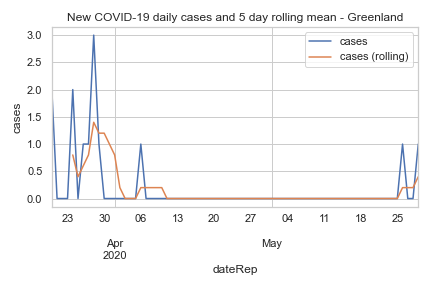 New COVID-19 daily cases and 5 day rolling mean - Greenland
cases
cases (rolling)
cases
3.0
2.5
2.0
1.5
1.0
0.5
0.0
23 30 06 13 20 27 04 11 18 25
Apr May
2020
dateRep